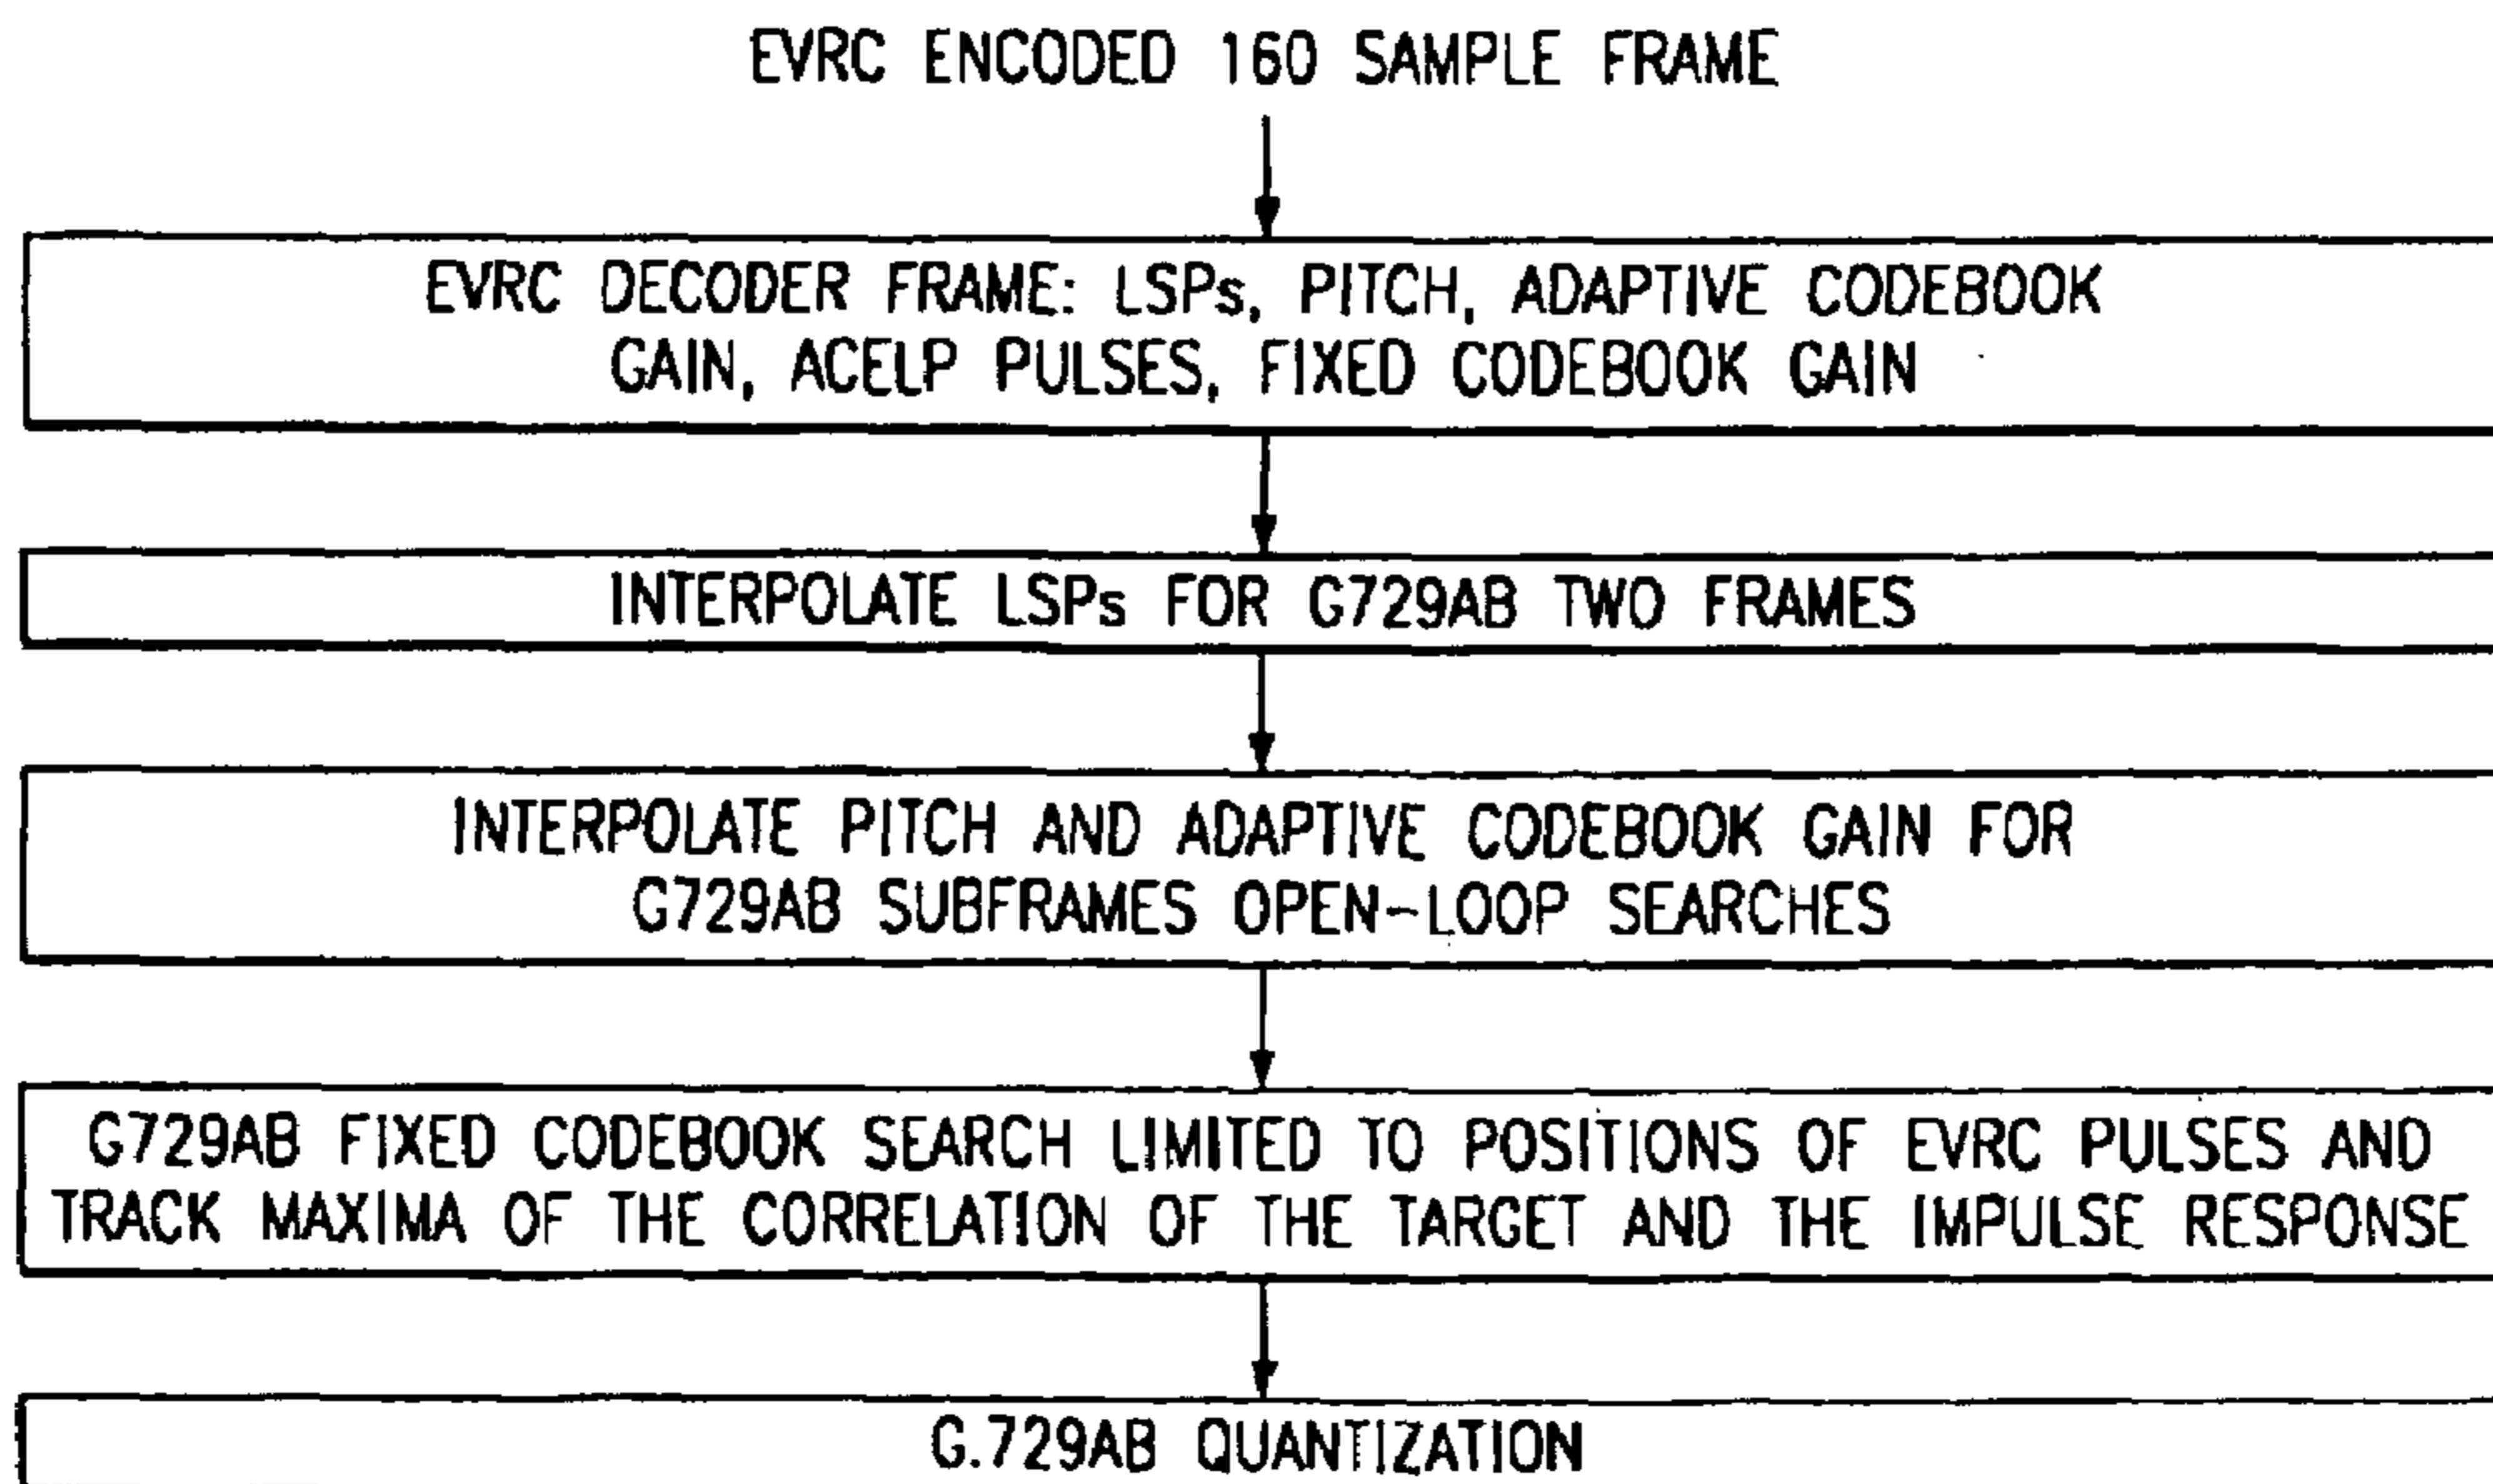 EVRC ENCODED 160 SAMPLE FRAME
EVRC DECODER FRAME: LSPs, PITCH, ADAPTIVE CODEBOOK
GAIN, ACELP PULSES, FIXED CODEBOOK GAIN
INTERPOLATE LSPs FOR G729AB TWO FRAMES
INTERPOLATE PITCH AND ADAPTIVE CODEBOOK GAIN FOR
G729AB SUBFRAMES OPEN-LOOP SEARCHES
G729AB FIXED CODEBOOK SEARCH LIMITED TO POSITIONS OF EVRC PULSES AND
TRACK MAXIMA OF THE CORRELATION OF THE TARGET AND THE IMPULSE RESPONSE
G.729AB QUANTIZATION